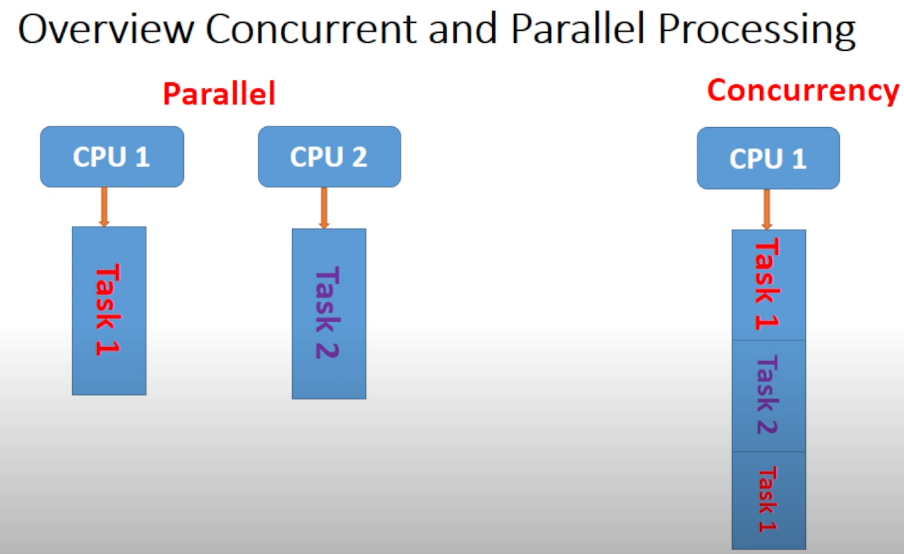 Overview Concurrent and Parallel Processing
Parallel
Concurrency
CPU 1
CPU 2
CPU 1
Task 1
Task 2
Task 1
Task 2
Task 1